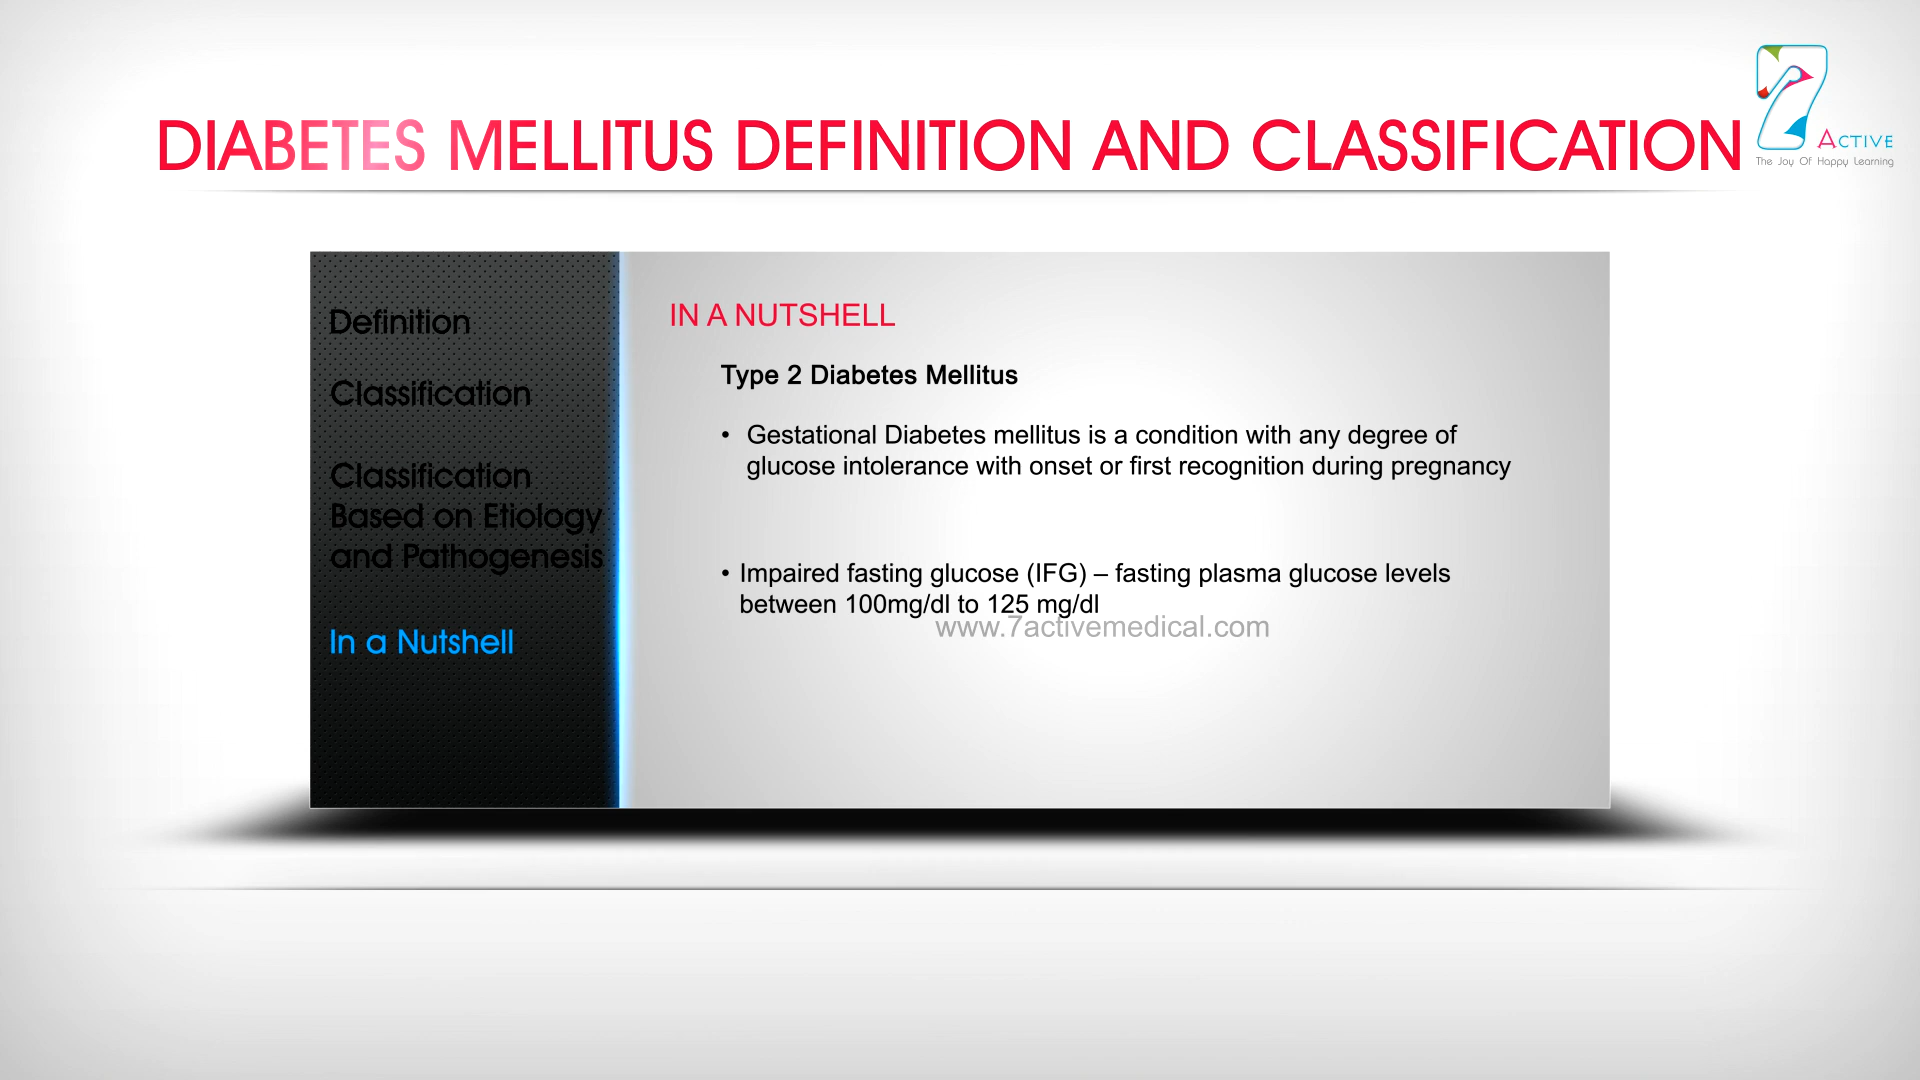 DIABETES MELLITUS DEFINITION AND CLASSIFICATION
7
ACTIVE
The Joy Of Happy Learning
Definition
Classification
Classification
Based on Etiology
and Pathogenesis
In a Nutshell
IN A NUTSHELL
Type 2 Diabetes Mellitus
• Gestational Diabetes mellitus is a condition with any degree of
glucose intolerance with onset or first recognition during pregnancy
• Impaired fasting glucose (IFG) – fasting plasma glucose levels
between 100mg/dl to 125 mg/dl
www.7activemedical.com